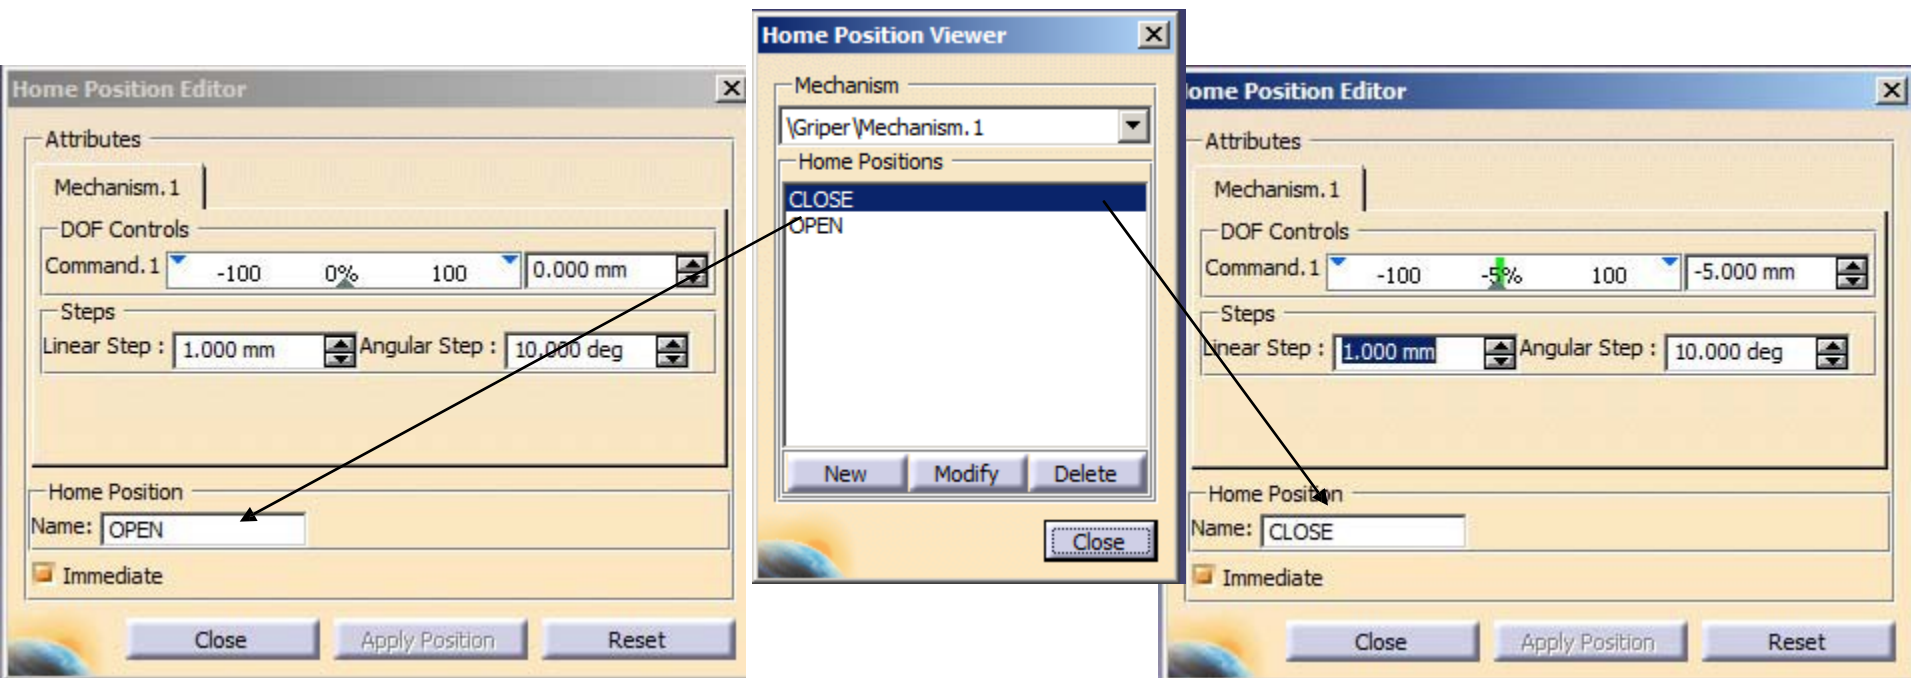 Home Position Editor
Attributes
Mechanism.1
DOF Controls
Command.1 -100 0% 100 0.000 mm
Steps
Linear Step : 1.000 mm Angular Step : 10.000 deg
Home Position
Name: OPEN
Immediate
Close Apply Position Reset
Home Position Viewer
Mechanism
\Griper\Mechanism.1
Home Positions
CLOSE
OPEN
New Modify Delete
Close
ome Position Editor
Attributes
Mechanism.1
DOF Controls
Command.1 -100 -5% 100 -5.000 mm
Steps
Linear Step : 1.000 mm Angular Step : 10.000 deg
Home Position
Name: CLOSE
Immediate
Close Apply Position Reset